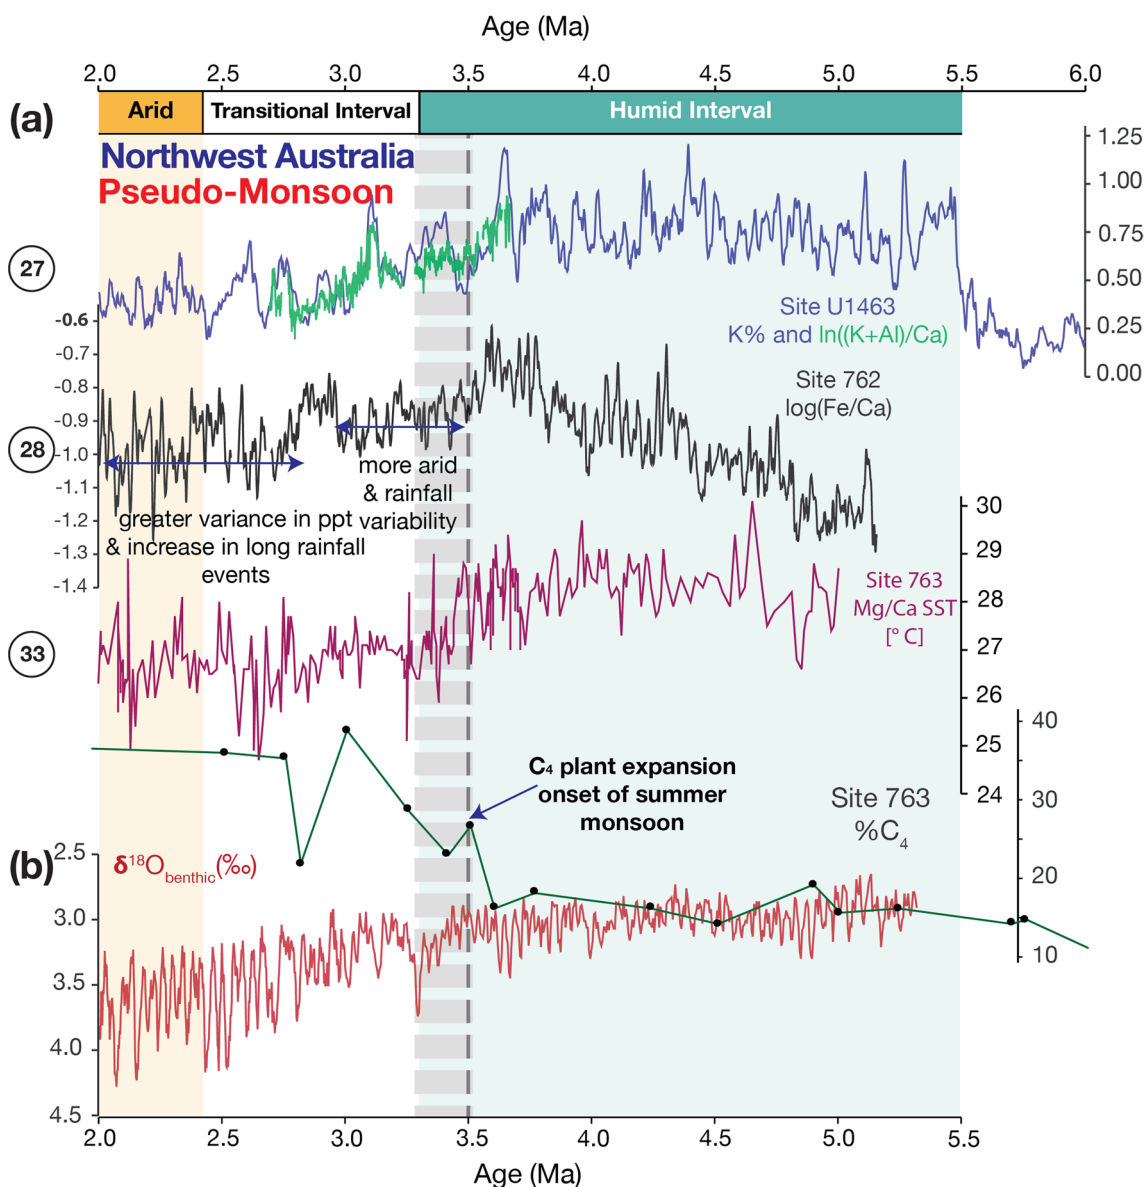 Age (Ma)
2.0 2.5 3.0 3.5 4.0 4.5 5.0 5.5 6.0
(a)
Arid Transitional Interval Humid Interval
Northwest Australia
Pseudo-Monsoon
1.25
1.00
0.75
0.50
0.25
0.00
27
Site U1463
K% and ln((K+Al)/Ca)
-0.6
-0.7
-0.8
-0.9
-1.0
-1.1
-1.2
-1.3
-1.4
28
Site 762
log(Fe/Ca)
more arid
& rainfall
variability
greater variance in ppt
& increase in long rainfall
events
30
29
28
27
26
25
24
33
Site 763
Mg/Ca SST
[° C]
40
30
20
10
C₄ plant expansion
onset of summer
monsoon
Site 763
%C₄
(b)
δ¹⁸Obenthic(‰)
2.5
3.0
3.5
4.0
4.5
2.0 2.5 3.0 3.5 4.0 4.5 5.0 5.5
Age (Ma)